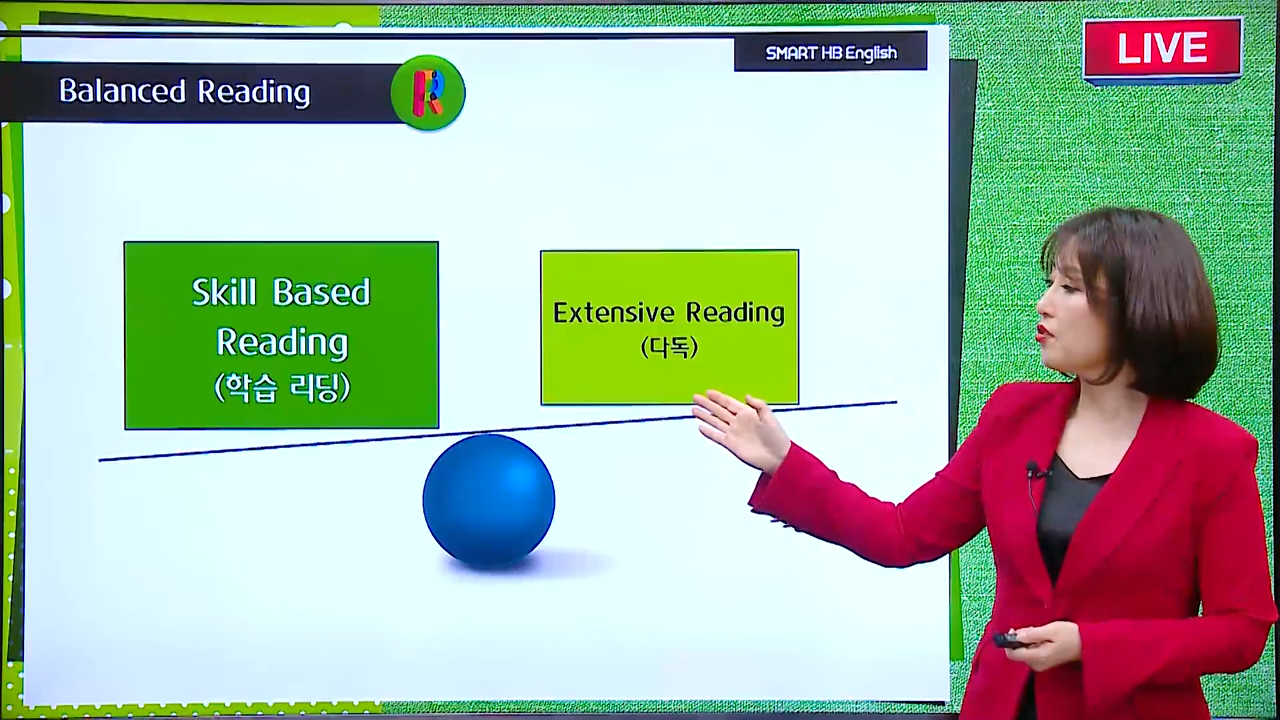 SMART HB English
LIVE
Balanced Reading
R
Skill Based
Reading
(학습 리딩)
Extensive Reading
(다독)